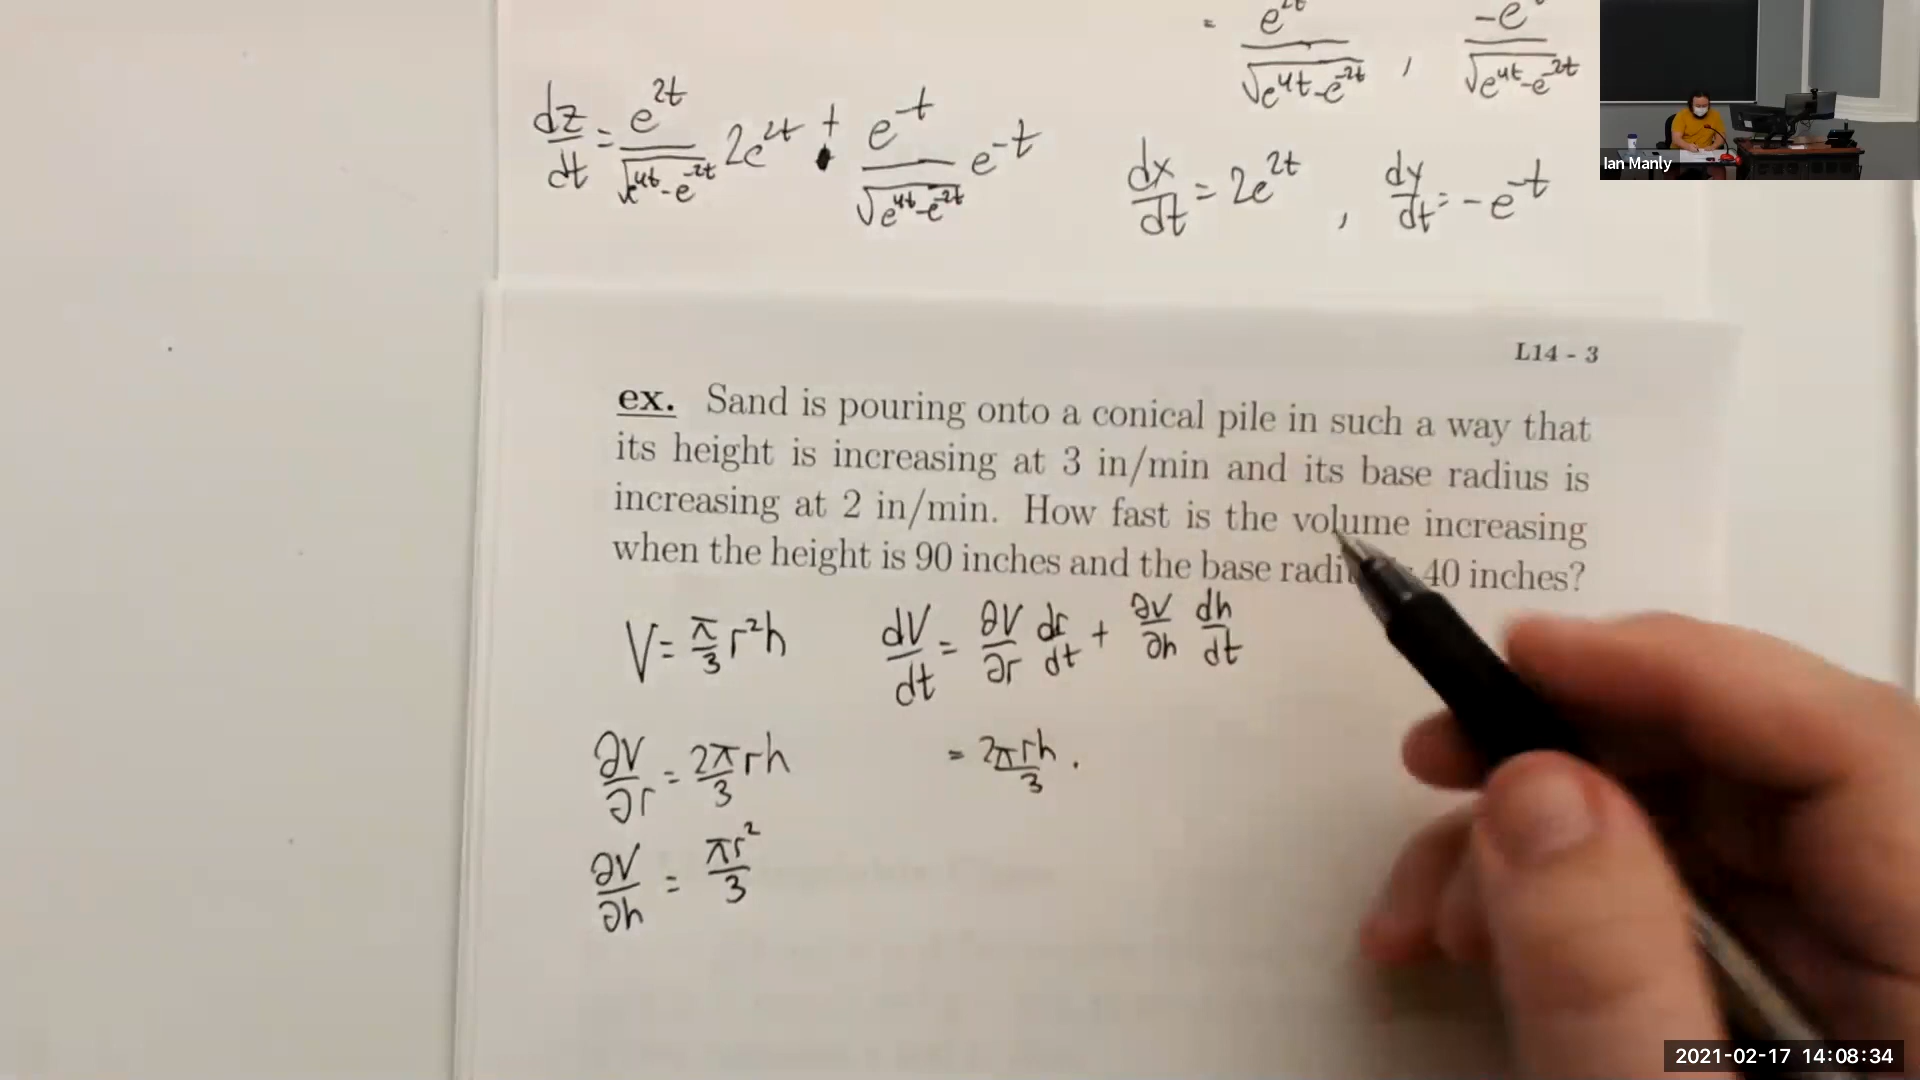 = e^{2t}/√(e^{4t}-e^{-2t}) , -e/√(e^{4t}-e^{-2t})
dz/dt = e^{2t}/√(e^{4t}-e^{-2t}) 2e^{2t} + e^{-t}/√(e^{4t}-e^{-2t}) e^{-t}
dx/dt = 2e^{2t} , dy/dt = -e^{-t}
Ian Manly
L14 - 3
ex. Sand is pouring onto a conical pile in such a way that
its height is increasing at 3 in/min and its base radius is
increasing at 2 in/min. How fast is the volume increasing
when the height is 90 inches and the base 40 inches?
V = π/3 r²h dV/dt = ∂V/∂r dr/dt + ∂V/∂h dh/dt
∂V/∂r = 2π/3 rh = 2πrh/3 .
∂V/∂h = πr²/3
2021-02-17 14:08:34